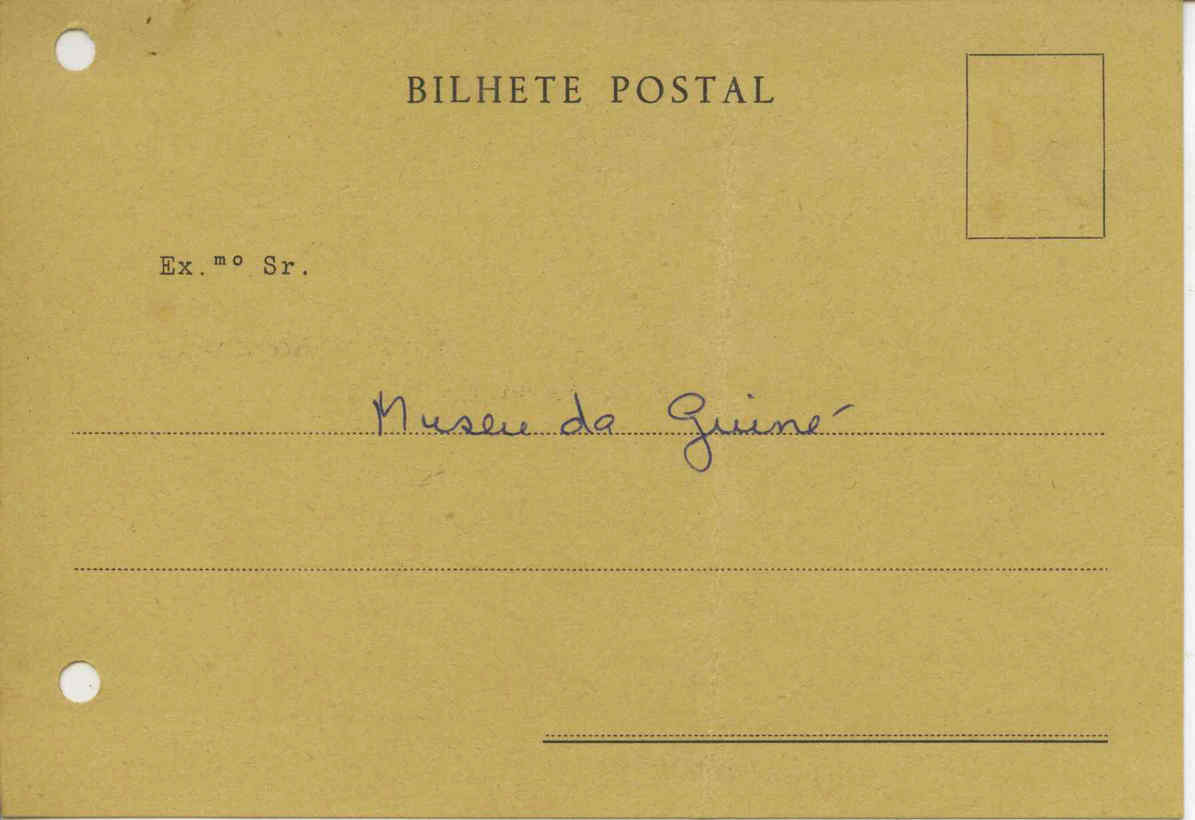 BILHETE POSTAL
Ex.ᵐᵒ Sr.
Museu da Guiné